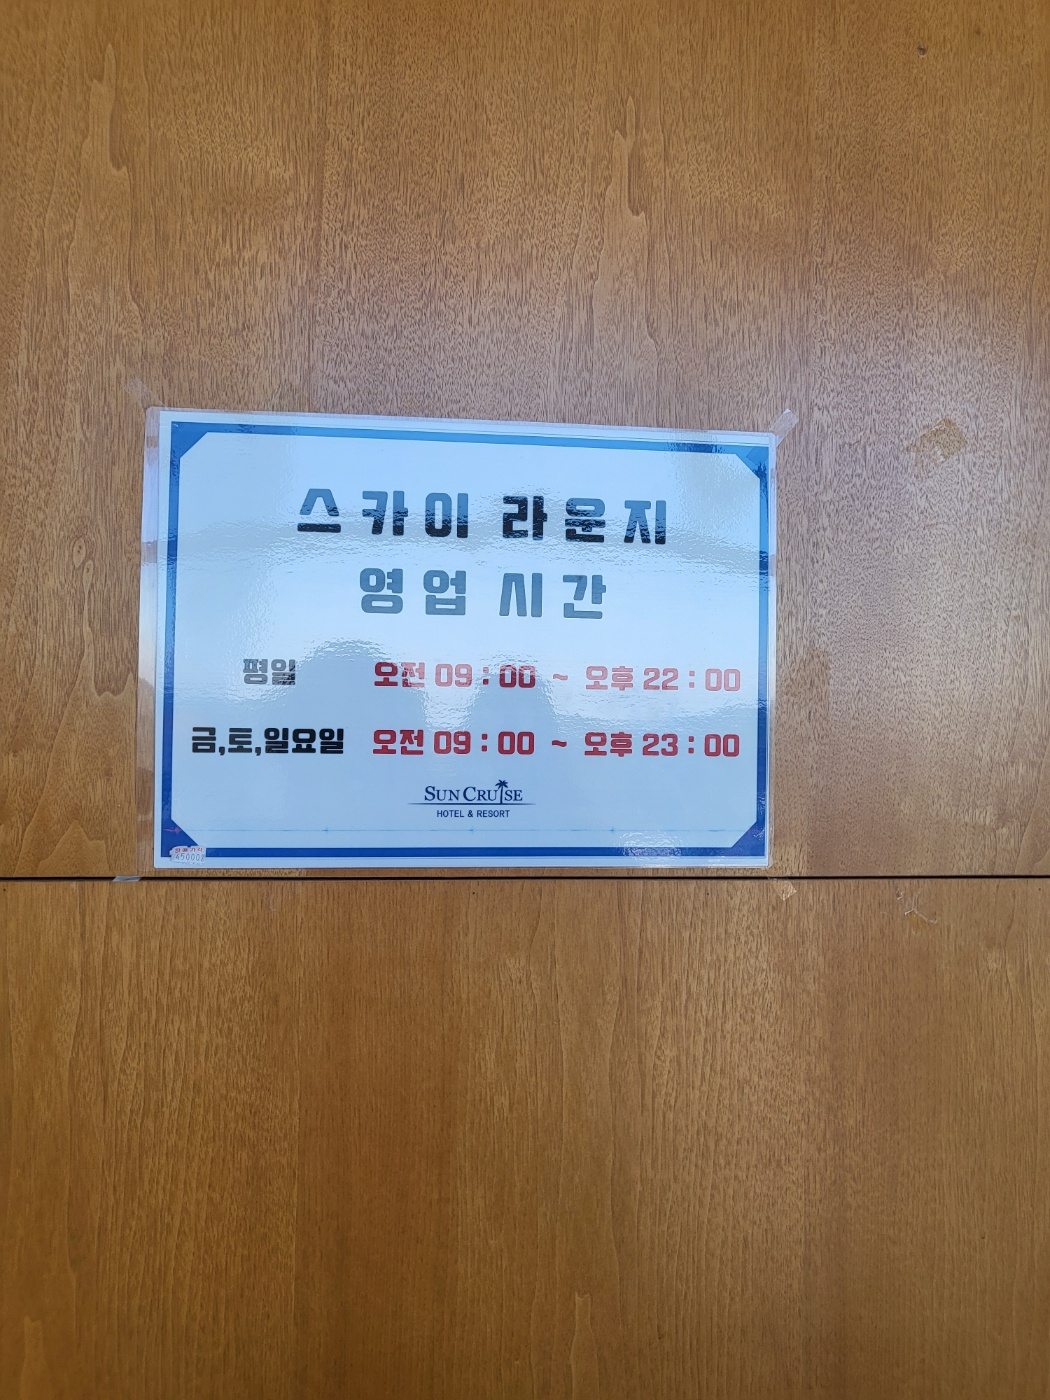 스카이 라운지
영업 시간
평일 오전 09 : 00 ~ 오후 22 : 00
금,토,일요일 오전 09 : 00 ~ 오후 23 : 00
SUN CRUISE
HOTEL & RESORT
45000